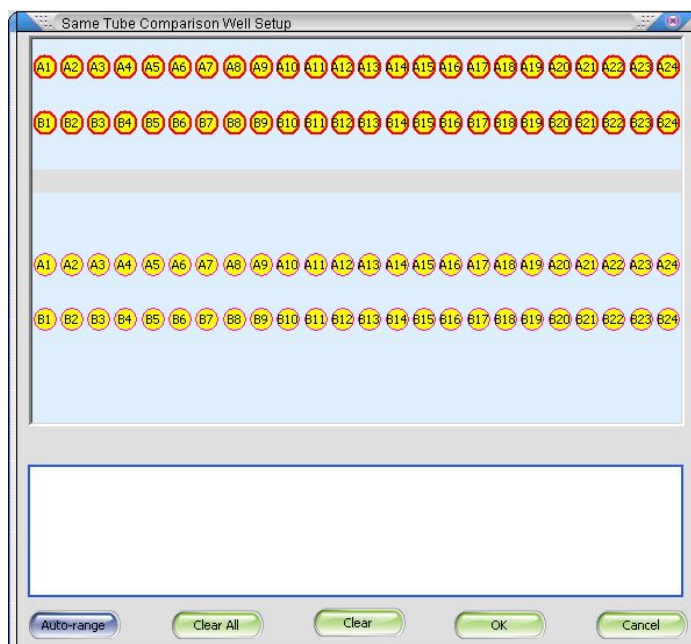 Same Tube Comparison Well Setup
A1 A2 A3 A4 A5 A6 A7 A8 A9 A10 A11 A12 A13 A14 A15 A16 A17 A18 A19 A20 A21 A22 A23 A24
B1 B2 B3 B4 B5 B6 B7 B8 B9 B10 B11 B12 B13 B14 B15 B16 B17 B18 B19 B20 B21 B22 B23 B24
A1 A2 A3 A4 A5 A6 A7 A8 A9 A10 A11 A12 A13 A14 A15 A16 A17 A18 A19 A20 A21 A22 A23 A24
B1 B2 B3 B4 B5 B6 B7 B8 B9 B10 B11 B12 B13 B14 B15 B16 B17 B18 B19 B20 B21 B22 B23 B24
Auto-range Clear All Clear OK Cancel